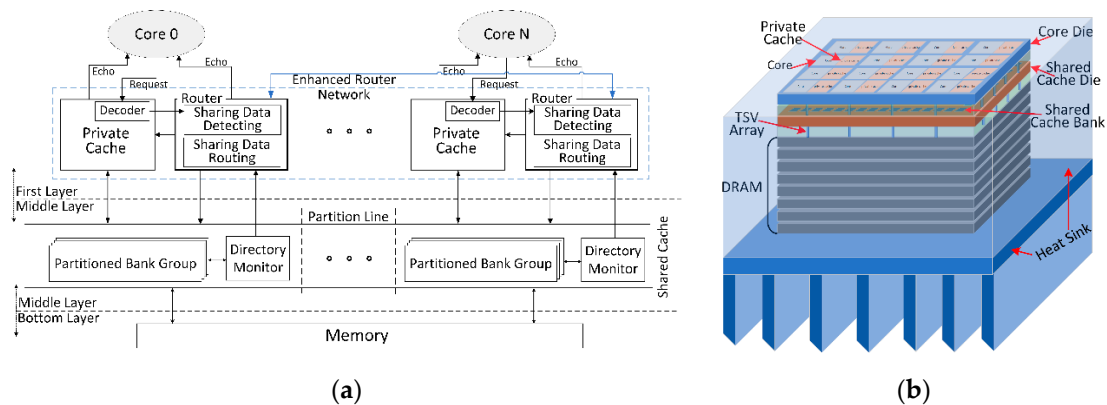 Core 0
Core N
Echo
Echo
Echo
Echo
Request
Request
Enhanced Router
Network
Decoder
Router
Sharing Data
Detecting
Sharing Data
Routing
Private
Cache
Decoder
Router
Sharing Data
Detecting
Sharing Data
Routing
Private
Cache
First Layer
Middle Layer
Partition Line
Partitioned Bank Group
Directory
Monitor
Partitioned Bank Group
Directory
Monitor
Shared Cache
Middle Layer
Bottom Layer
Memory
(a)
Private
Cache
Core
Core Die
Shared
Cache Die
Shared
Cache Bank
TSV
Array
DRAM
Heat Sink
(b)